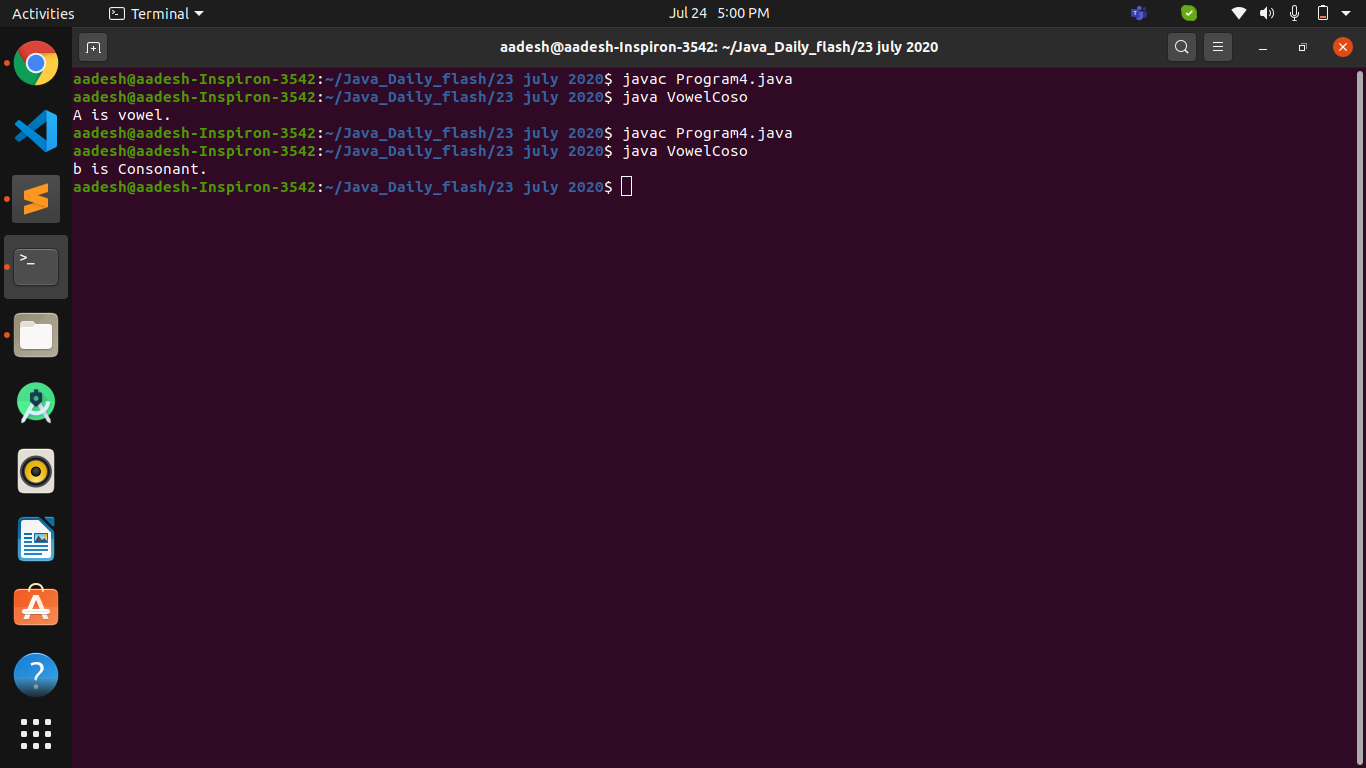 Activities Terminal Jul 24 5:00 PM
aadesh@aadesh-Inspiron-3542: ~/Java_Daily_flash/23 july 2020
aadesh@aadesh-Inspiron-3542:~/Java_Daily_flash/23 july 2020$ javac Program4.java
aadesh@aadesh-Inspiron-3542:~/Java_Daily_flash/23 july 2020$ java VowelCoso
A is vowel.
aadesh@aadesh-Inspiron-3542:~/Java_Daily_flash/23 july 2020$ javac Program4.java
aadesh@aadesh-Inspiron-3542:~/Java_Daily_flash/23 july 2020$ java VowelCoso
b is Consonant.
aadesh@aadesh-Inspiron-3542:~/Java_Daily_flash/23 july 2020$